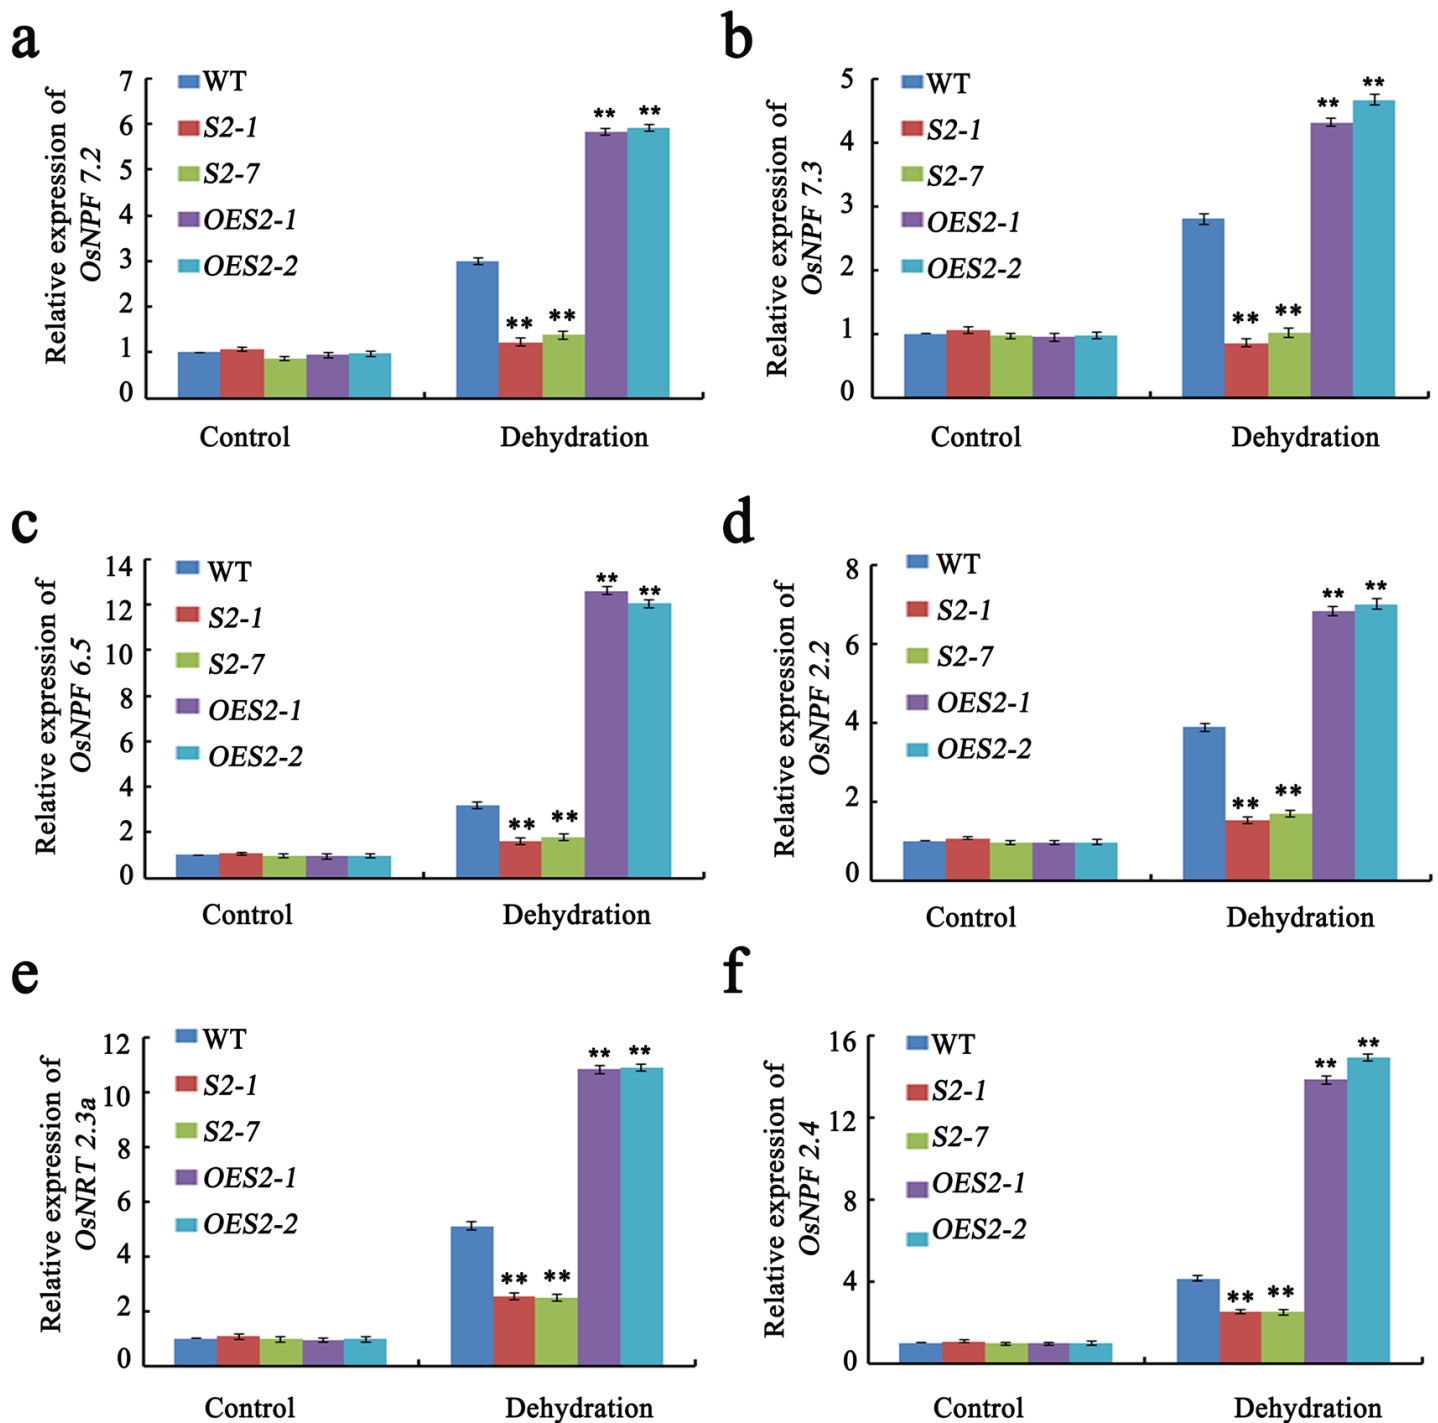 a
Relative expression of
OsNPF 7.2
7
6
5
4
3
2
1
0
WT
S2-1
S2-7
OES2-1
OES2-2
**
**
**
**
Control
Dehydration
b
Relative expression of
OsNPF 7.3
5
4
3
2
1
0
WT
S2-1
S2-7
OES2-1
OES2-2
**
**
**
**
Control
Dehydration
c
Relative expression of
OsNPF 6.5
14
12
10
8
6
4
2
0
WT
S2-1
S2-7
OES2-1
OES2-2
**
**
**
**
Control
Dehydration
d
Relative expression of
OsNPF 2.2
8
6
4
2
0
WT
S2-1
S2-7
OES2-1
OES2-2
**
**
**
**
Control
Dehydration
e
Relative expression of
OsNRT 2.3a
12
10
8
6
4
2
0
WT
S2-1
S2-7
OES2-1
OES2-2
**
**
**
**
Control
Dehydration
f
Relative expression of
OsNPF 2.4
16
12
8
4
0
WT
S2-1
S2-7
OES2-1
OES2-2
**
**
**
**
Control
Dehydration